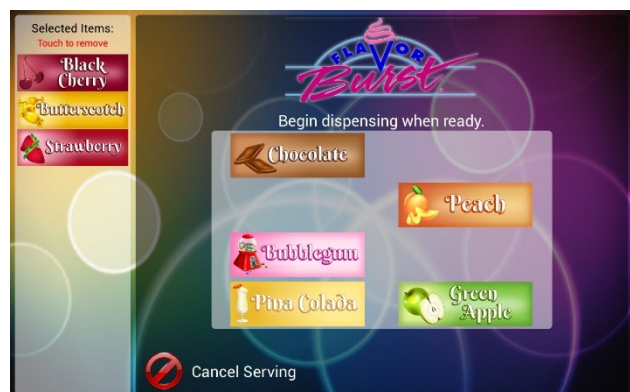 Selected Items:
Touch to remove
Black
Cherry
Butterscotch
Strawberry
FLAVOR
Burst
Begin dispensing when ready.
Chocolate
Peach
Bubblegum
Pina Colada
Green
Apple
Cancel Serving